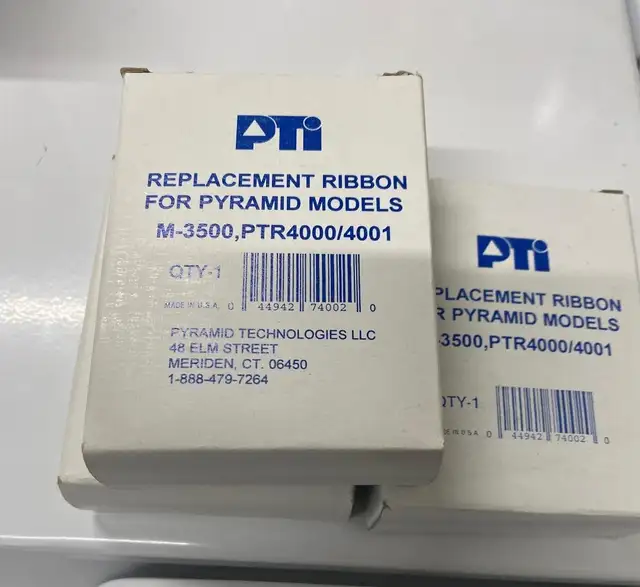 PTi
REPLACEMENT RIBBON
FOR PYRAMID MODELS
M-3500,PTR4000/4001
QTY-1
MADE IN U.S.A. 0 44942 74002 0
PYRAMID TECHNOLOGIES LLC
48 ELM STREET
MERIDEN, CT. 06450
1-888-479-7264
PTi
PLACEMENT RIBBON
R PYRAMID MODELS
-3500,PTR4000/4001
QTY-1
DE IN U.S.A. 0 44942 74002 0